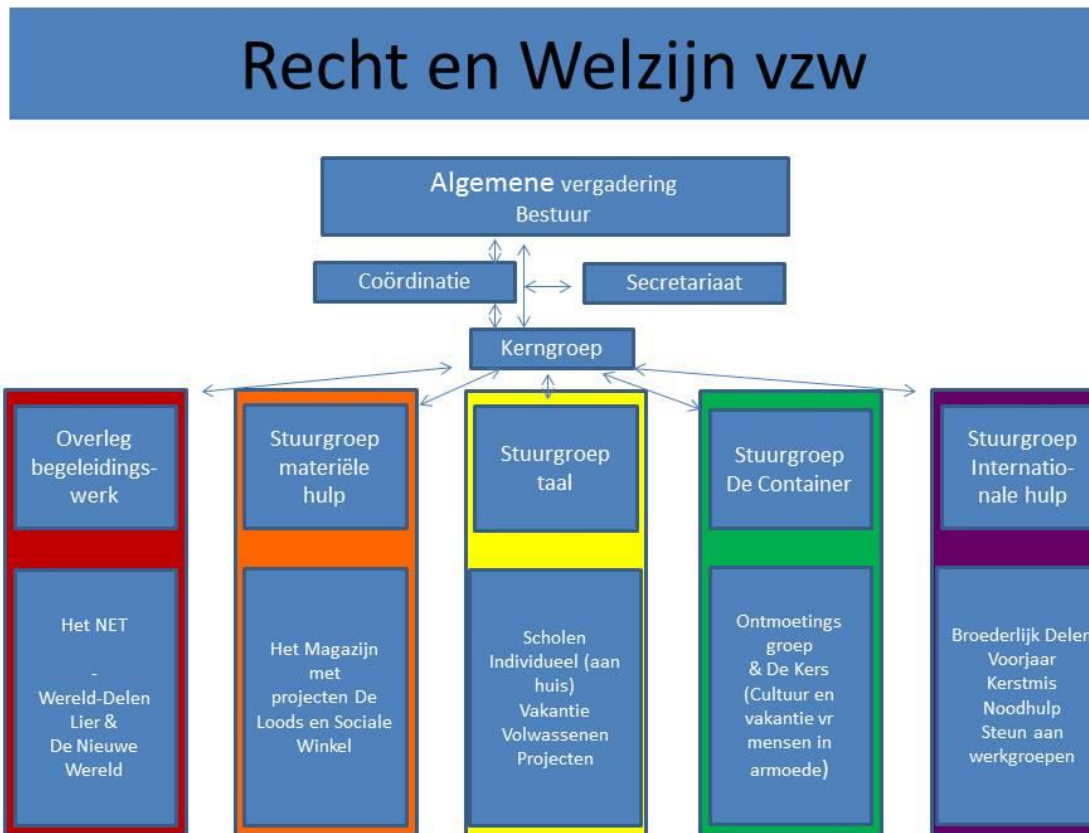 Recht en Welzijn vzw
Algemene vergadering
Bestuur
Coördinatie
Secretariaat
Kerngroep
Overleg
begeleidings-
werk
Stuurgroep
materiële
hulp
Stuurgroep
taal
Stuurgroep
De Container
Stuurgroep
Internatio-
nale hulp
Het NET
-
Wereld-Delen
Lier &
De Nieuwe
Wereld
Het Magazijn
met
projecten De
Loods en Sociale
Winkel
Scholen
Individueel (aan
huis)
Vakantie
Volwassenen
Projecten
Ontmoetings
groep
& De Kers
(Cultuur en
vakantie vr
mensen in
armoede)
Broederlijk Delen
Voorjaar
Kerstmis
Noodhulp
Steun aan
werkgroepen